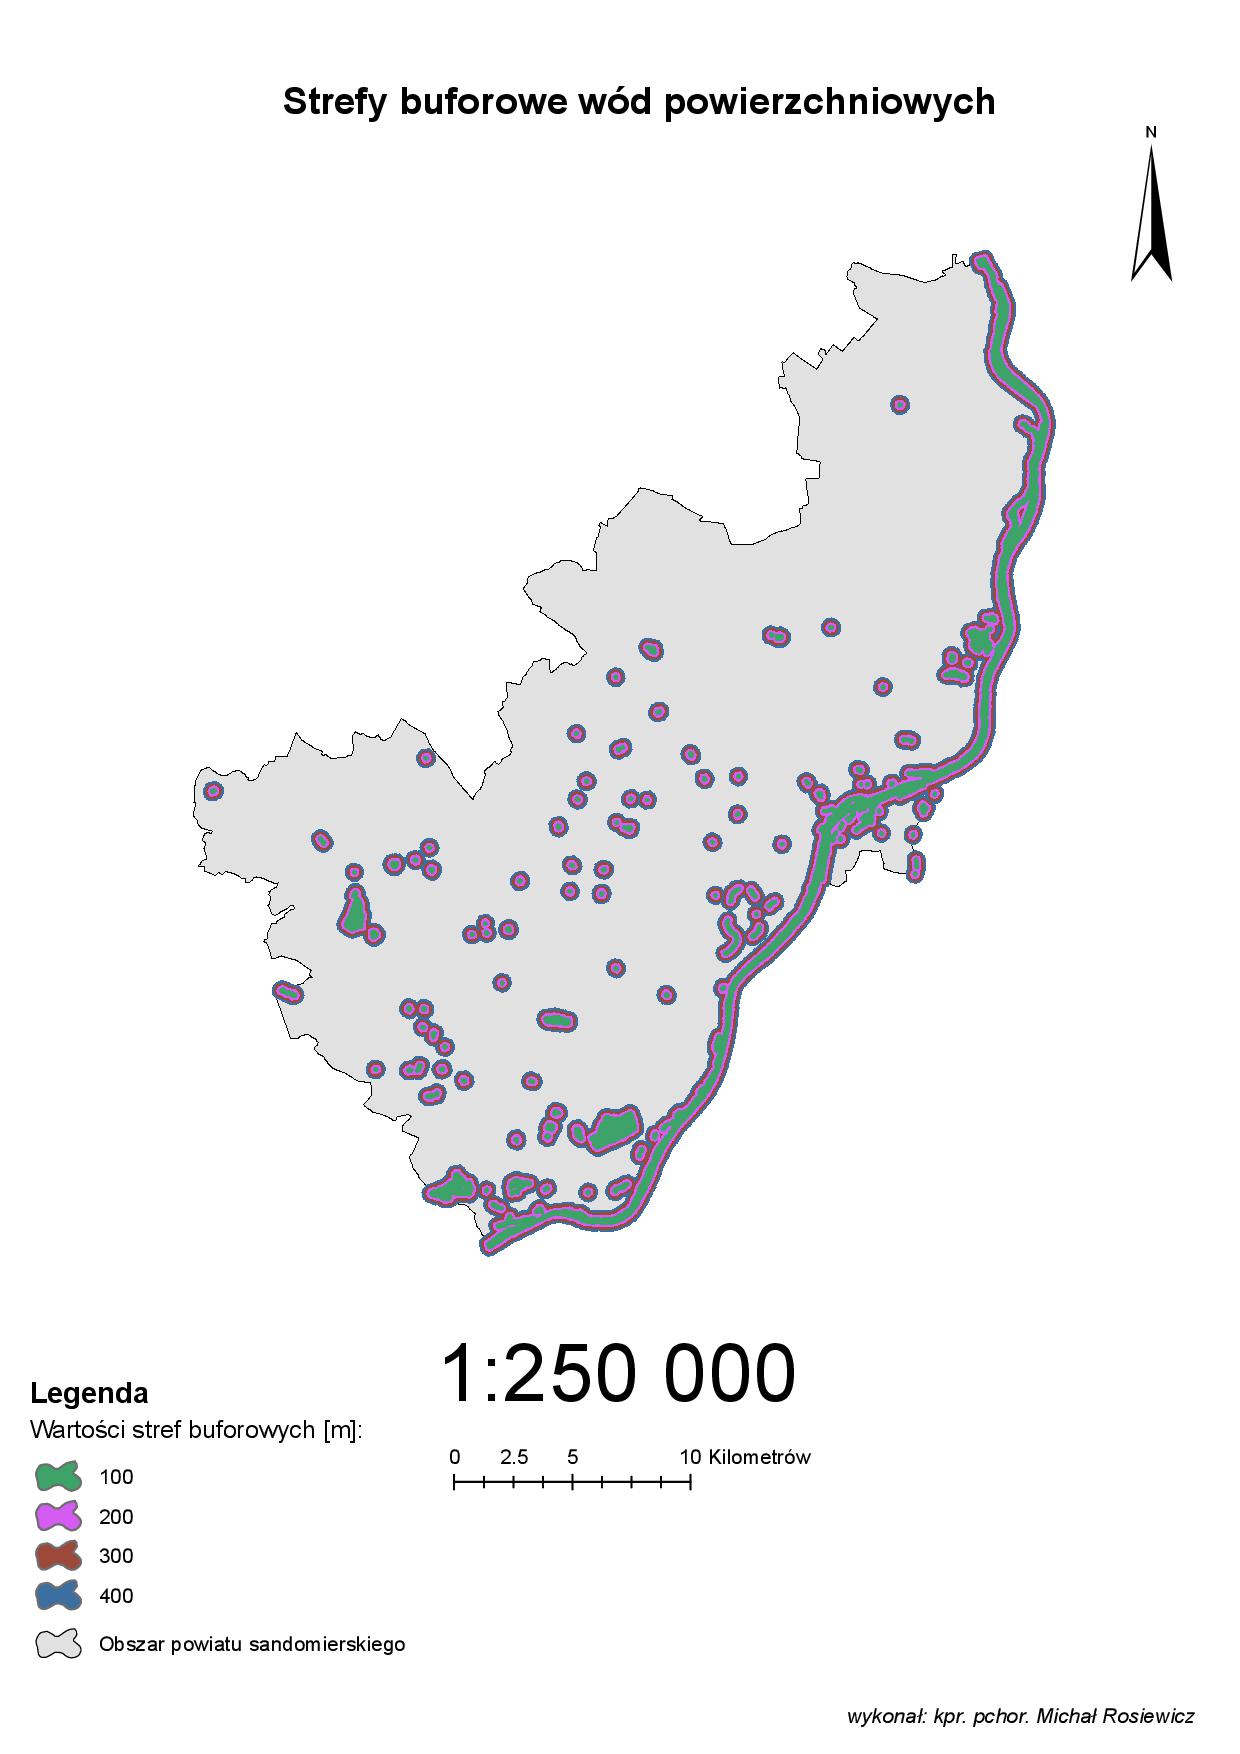 Strefy buforowe wód powierzchniowych
N
1:250 000
Legenda
Wartości stref buforowych [m]:
0 2.5 5 10 Kilometrów
100
200
300
400
Obszar powiatu sandomierskiego
wykonał: kpr. pchor. Michał Rosiewicz